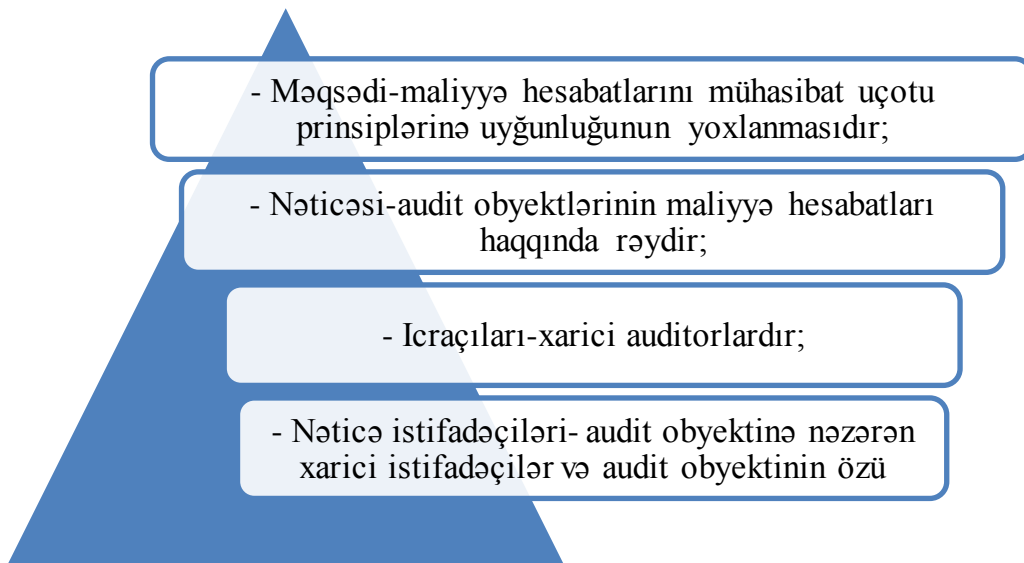 - Məqsədi-maliyyə hesabatlarını mühasibat uçotu
prinsiplərinə uyğunluğunun yoxlanmasıdır;
- Nəticəsi-audit obyektlərinin maliyyə hesabatları
haqqında rəydir;
- Icraçıları-xarici auditorlardır;
- Nəticə istifadəçiləri- audit obyektinə nəzərən
xarici istifadəçilər və audit obyektinin özü